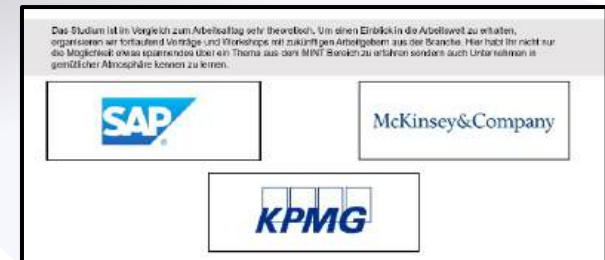 Das Studium ist im Vergleich zum Arbeitsalltag sehr theoretisch. Um einen Einblick in die Arbeitswelt zu erhalten,
organisieren wir fortlaufend Vorträge und Workshops mit zukünftigen Arbeitgebern aus der Branche. Hier habt Ihr nicht nur
die Möglichkeit etwas spannendes über ein Thema aus dem MINT Bereich zu erfahren sondern auch Unternehmen in
gemütlicher Atmosphäre kennen zu lernen.
SAP
McKinsey&Company
KPMG